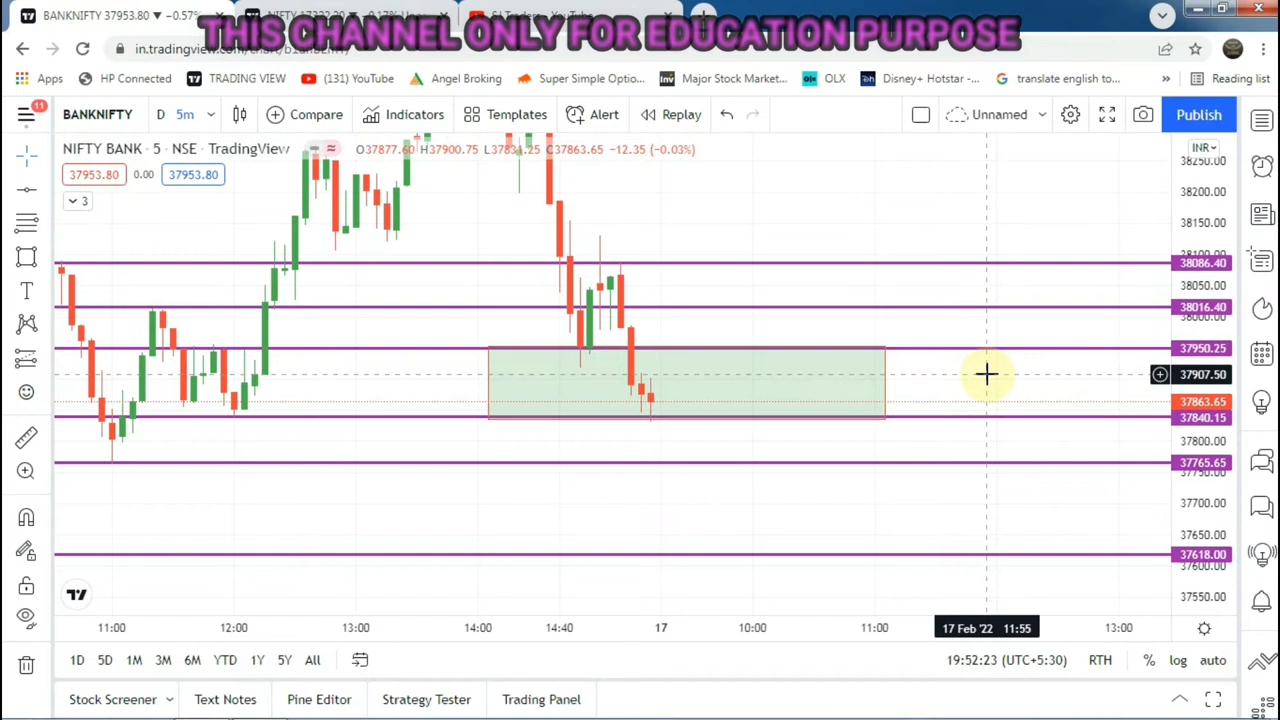 BANKNIFTY 37953.80 ▼ −0.57%
THIS CHANNEL ONLY FOR EDUCATION PURPOSE
Apps
HP Connected
TRADING VIEW
(131) YouTube
Angel Broking
Super Simple Optio...
Major Stock Market...
OLX
Disney+ Hotstar -...
translate english to...
»
Reading list
11
BANKNIFTY
D 5m
Compare
Indicators
Templates
Alert
Replay
Unnamed
Publish
NIFTY BANK · 5 · NSE · TradingView
C37863.65 −12.35 (−0.03%)
INR
37953.80 0.00 37953.80
3
38250.00
38200.00
38150.00
38086.40
38050.00
38016.40
38000.00
37950.25
37907.50
37863.65
37840.15
37800.00
37765.65
37750.00
37700.00
37650.00
37618.00
37600.00
37550.00
11:00 12:00 13:00 14:00 14:40 17 10:00 11:00 17 Feb '22 11:55 13:00
1D 5D 1M 3M 6M YTD 1Y 5Y All
19:52:23 (UTC+5:30) RTH % log auto
Stock Screener Text Notes Pine Editor Strategy Tester Trading Panel